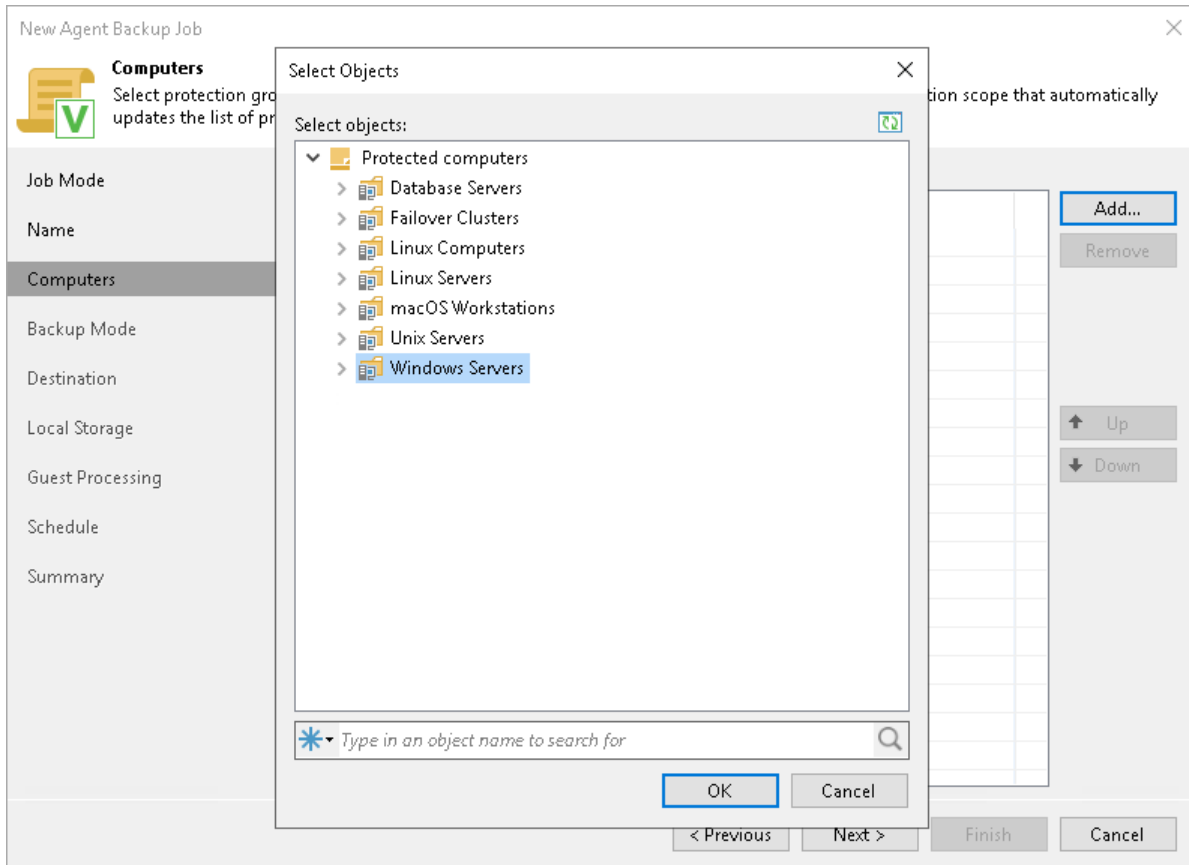 New Agent Backup Job
Computers
Select protection gro
tion scope that automatically
updates the list of pr
Job Mode
Name
Computers
Backup Mode
Destination
Local Storage
Guest Processing
Schedule
Summary
Select Objects
Select objects:
Protected computers
Database Servers
Failover Clusters
Linux Computers
Linux Servers
macOS Workstations
Unix Servers
Windows Servers
Type in an object name to search for
OK
Cancel
Add...
Remove
Up
Down
< Previous
Next >
Finish
Cancel